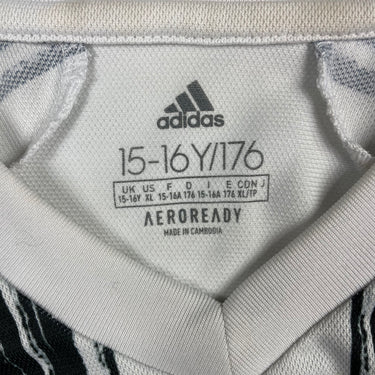 adidas
15-16Y/176
UK US F D I E CON J
15-16Y XL 15-16A 176 15-16A 176 XL/TP
AEROREADY
MADE IN CAMBODIA